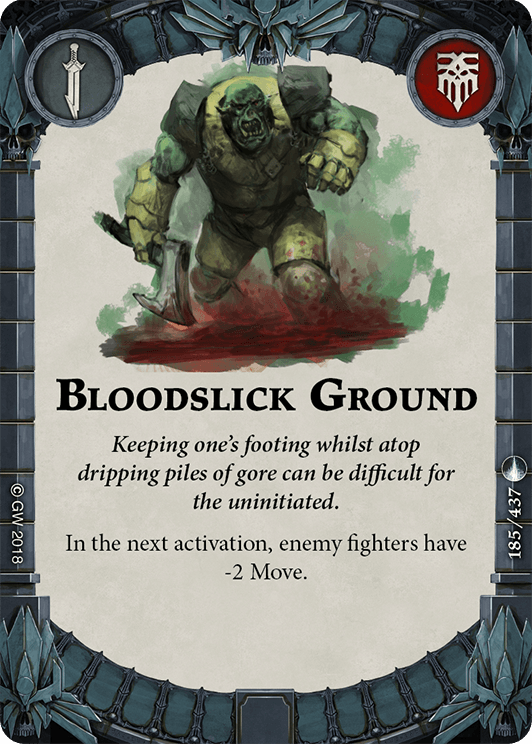 Bloodslick Ground
Keeping one's footing whilst atop
dripping piles of gore can be difficult for
the uninitiated.
In the next activation, enemy fighters have
-2 Move.
© GW 2018
185/437